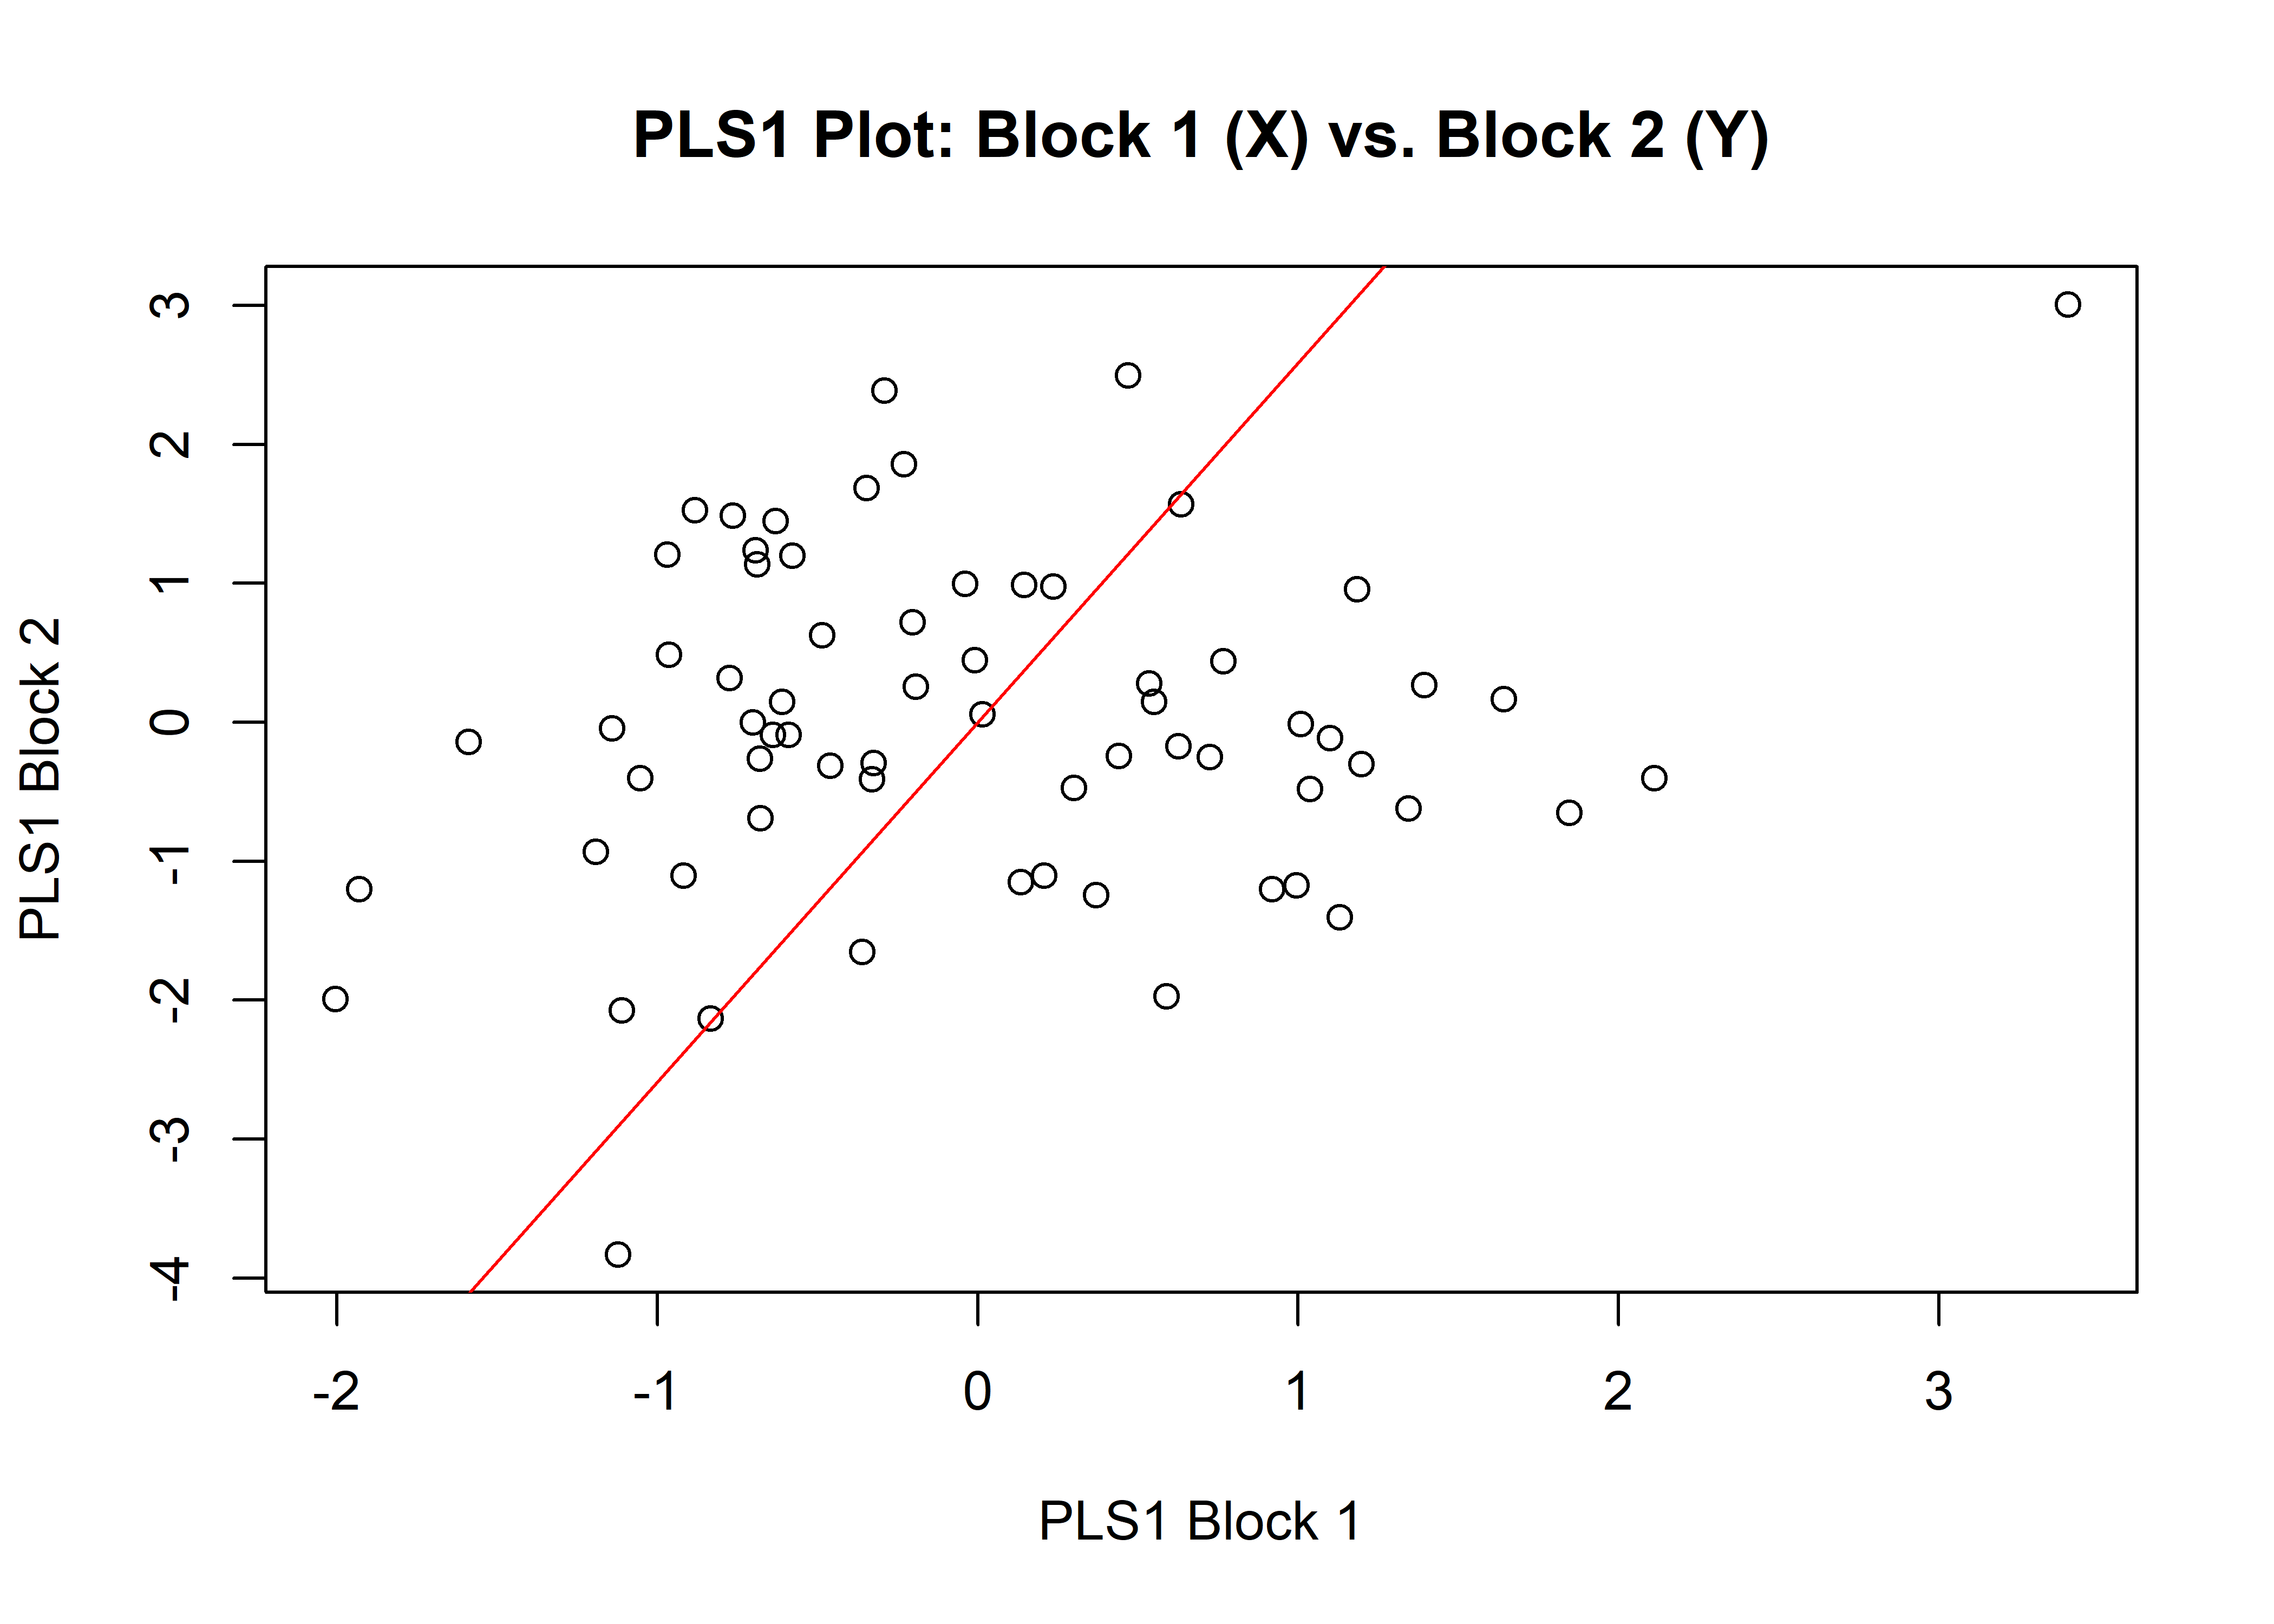 PLS1 Plot: Block 1 (X) vs. Block 2 (Y)
3
2
1
0
-1
-2
-3
-4
PLS1 Block 2
-2 -1 0 1 2 3
PLS1 Block 1